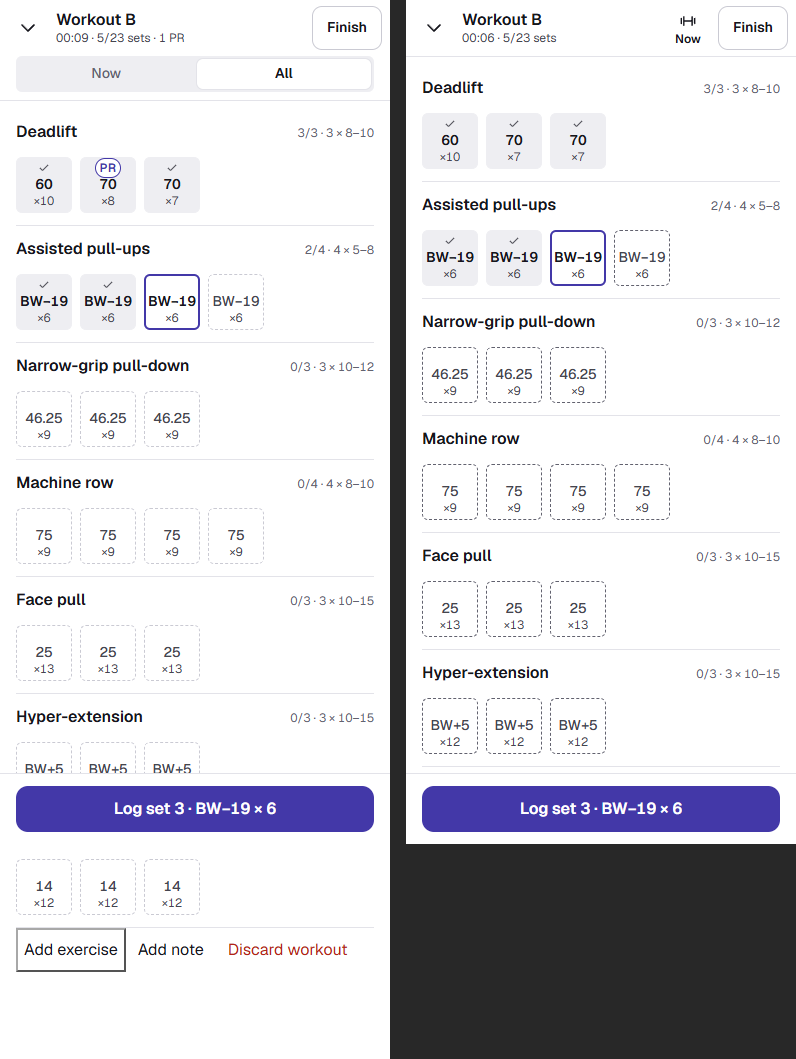 Workout B
00:09 · 5/23 sets · 1 PR
Finish
Now
All
Deadlift
3/3 · 3 × 8–10
60
×10
PR
70
×8
70
×7
Assisted pull-ups
2/4 · 4 × 5–8
BW−19
×6
BW−19
×6
BW−19
×6
BW−19
×6
Narrow-grip pull-down
0/3 · 3 × 10–12
46.25
×9
46.25
×9
46.25
×9
Machine row
0/4 · 4 × 8–10
75
×9
75
×9
75
×9
75
×9
Face pull
0/3 · 3 × 10–15
25
×13
25
×13
25
×13
Hyper-extension
0/3 · 3 × 10–15
BW+5
BW+5
BW+5
Log set 3 · BW−19 × 6
14
×12
14
×12
14
×12
Add exercise
Add note
Discard workout
Workout B
00:06 · 5/23 sets
Now
Finish
Deadlift
3/3 · 3 × 8–10
60
×10
70
×7
70
×7
Assisted pull-ups
2/4 · 4 × 5–8
BW−19
×6
BW−19
×6
BW−19
×6
BW−19
×6
Narrow-grip pull-down
0/3 · 3 × 10–12
46.25
×9
46.25
×9
46.25
×9
Machine row
0/4 · 4 × 8–10
75
×9
75
×9
75
×9
75
×9
Face pull
0/3 · 3 × 10–15
25
×13
25
×13
25
×13
Hyper-extension
0/3 · 3 × 10–15
BW+5
×12
BW+5
×12
BW+5
×12
Log set 3 · BW−19 × 6